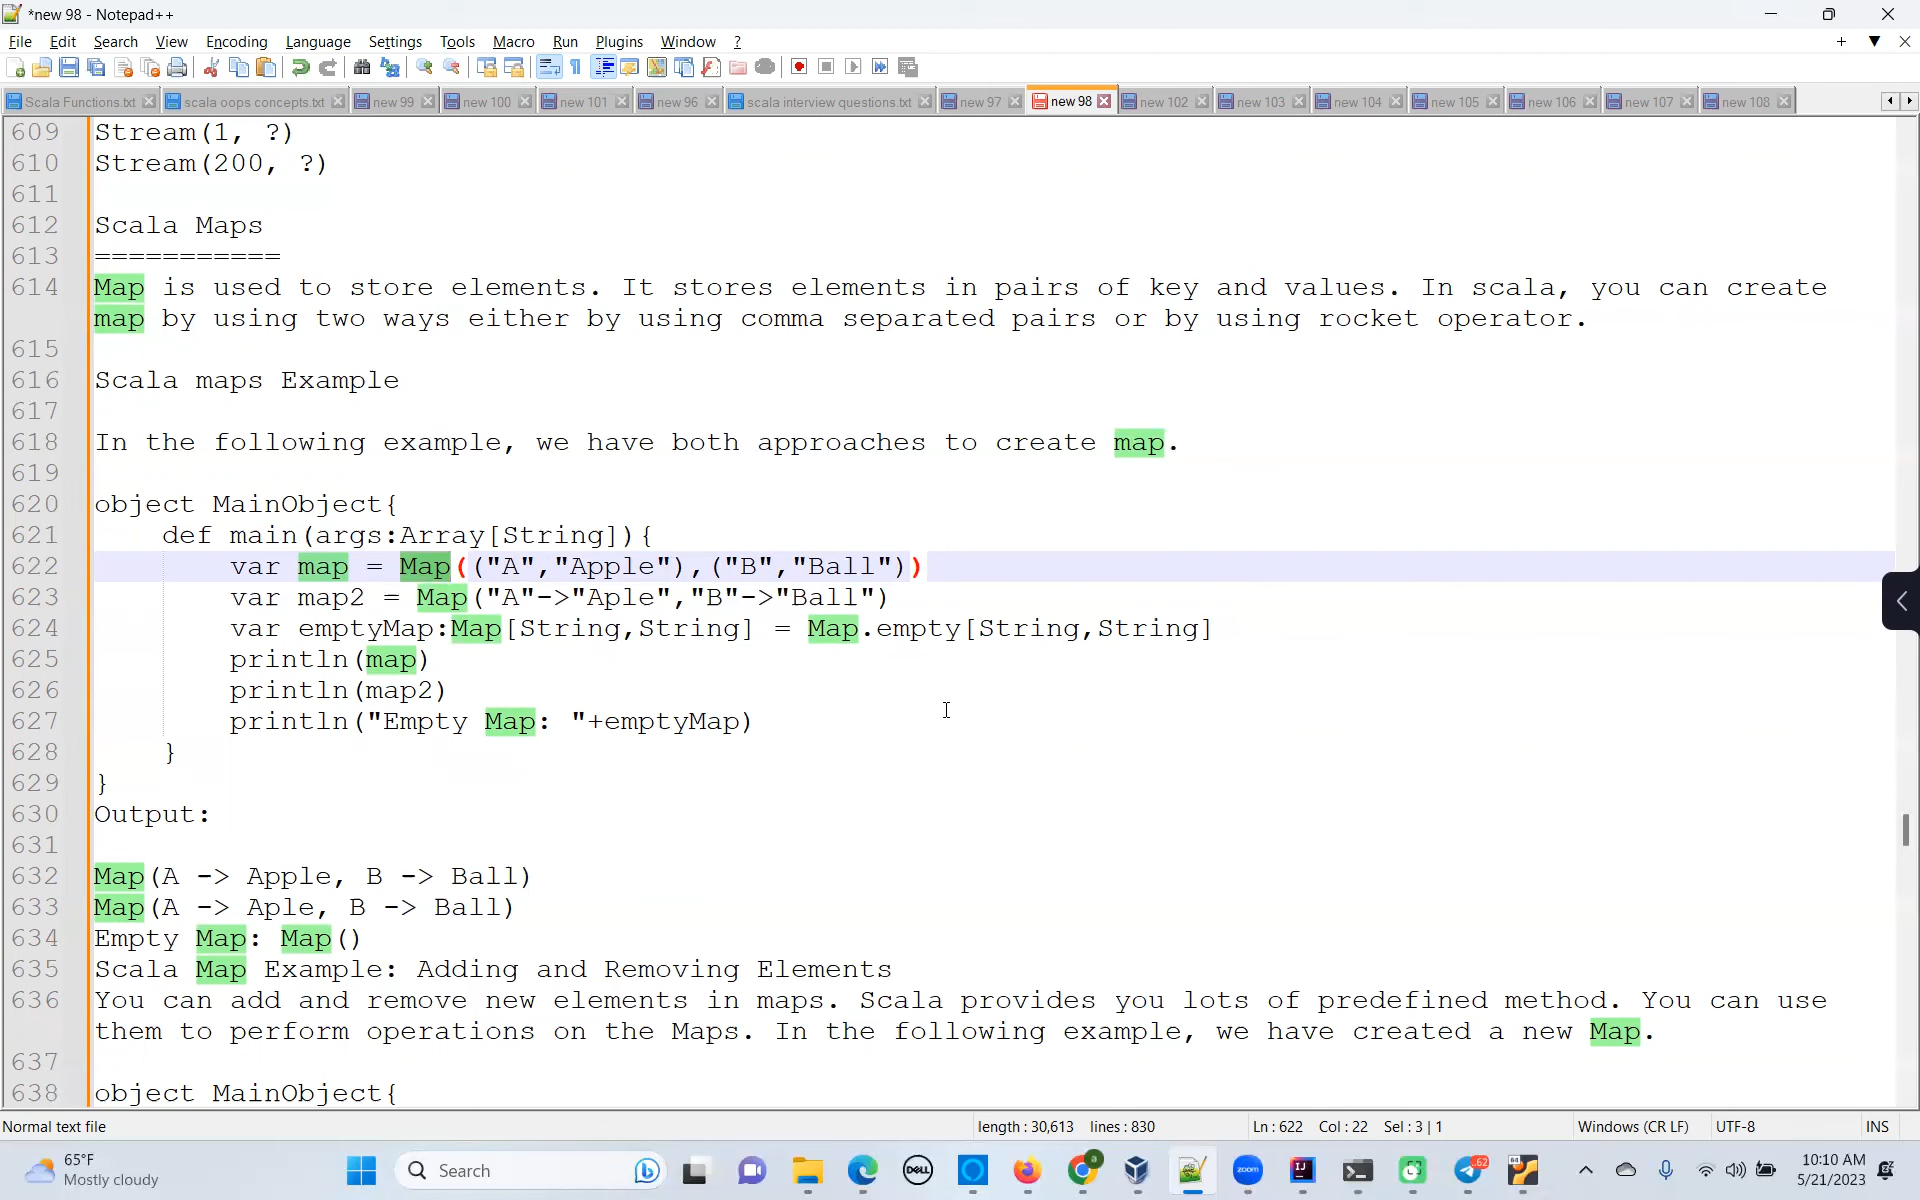 *new 98 - Notepad++
File Edit Search View Encoding Language Settings Tools Macro Run Plugins Window ?
Scala Functions.txt scala oops concepts.txt new 99 new 100 new 101 new 96 scala interview questions.txt new 97 new 98 new 102 new 103 new 104 new 105 new 106 new 107 new 108
609 Stream(1, ?)
610 Stream(200, ?)
611
612 Scala Maps
613 ===========
614 Map is used to store elements. It stores elements in pairs of key and values. In scala, you can create
map by using two ways either by using comma separated pairs or by using rocket operator.
615
616 Scala maps Example
617
618 In the following example, we have both approaches to create map.
619
620 object MainObject{
621     def main(args:Array[String]){
622         var map = Map(("A","Apple"),("B","Ball"))
623         var map2 = Map("A"->"Aple","B"->"Ball")
624         var emptyMap:Map[String,String] = Map.empty[String,String]
625         println(map)
626         println(map2)
627         println("Empty Map: "+emptyMap)
628     }
629 }
630 Output:
631
632 Map(A -> Apple, B -> Ball)
633 Map(A -> Aple, B -> Ball)
634 Empty Map: Map()
635 Scala Map Example: Adding and Removing Elements
636 You can add and remove new elements in maps. Scala provides you lots of predefined method. You can use
them to perform operations on the Maps. In the following example, we have created a new Map.
637
638 object MainObject{
Normal text file length : 30,613 lines : 830 Ln : 622 Col : 22 Sel : 3 | 1 Windows (CR LF) UTF-8 INS
65°F
Mostly cloudy
Search
DELL
zoom
IJ
62
64
10:10 AM
5/21/2023